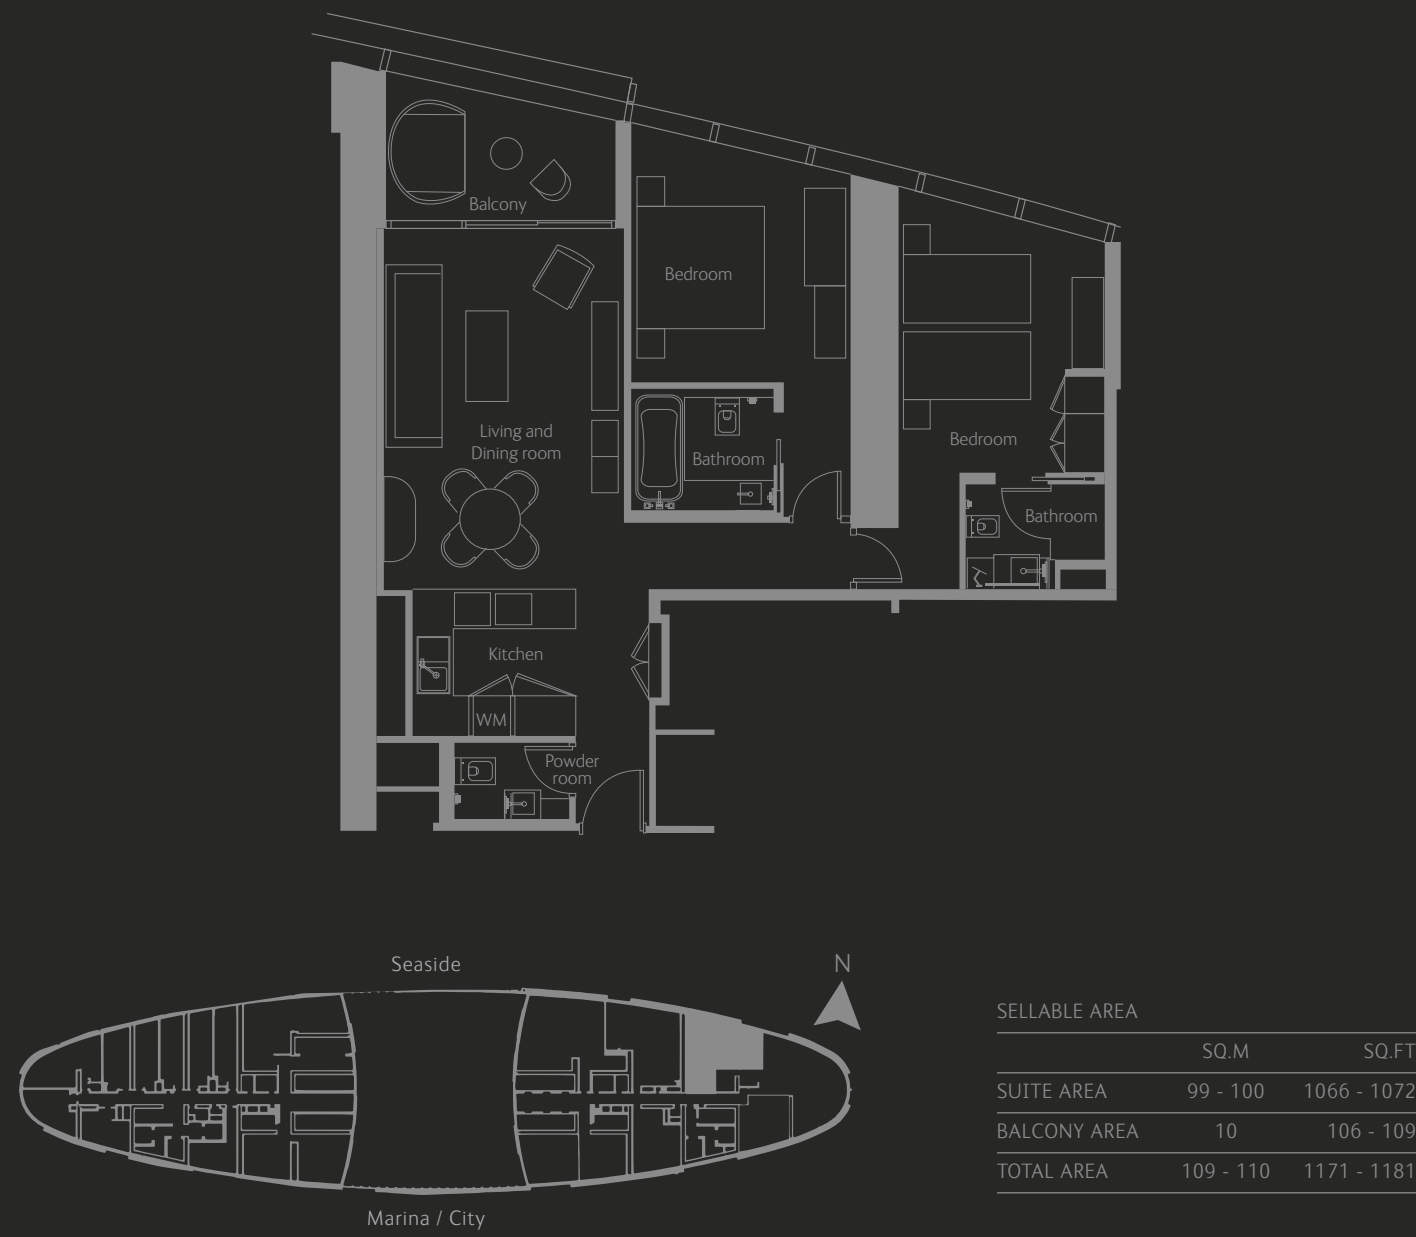 Balcony
Bedroom
Living and
Dining room
Bathroom
Bedroom
Bathroom
Kitchen
WM
Powder
room
Seaside
N
Marina / City
SELLABLE AREA
SQ.M SQ.FT
SUITE AREA 99 - 100 1066 - 1072
BALCONY AREA 10 106 - 109
TOTAL AREA 109 - 110 1171 - 1181